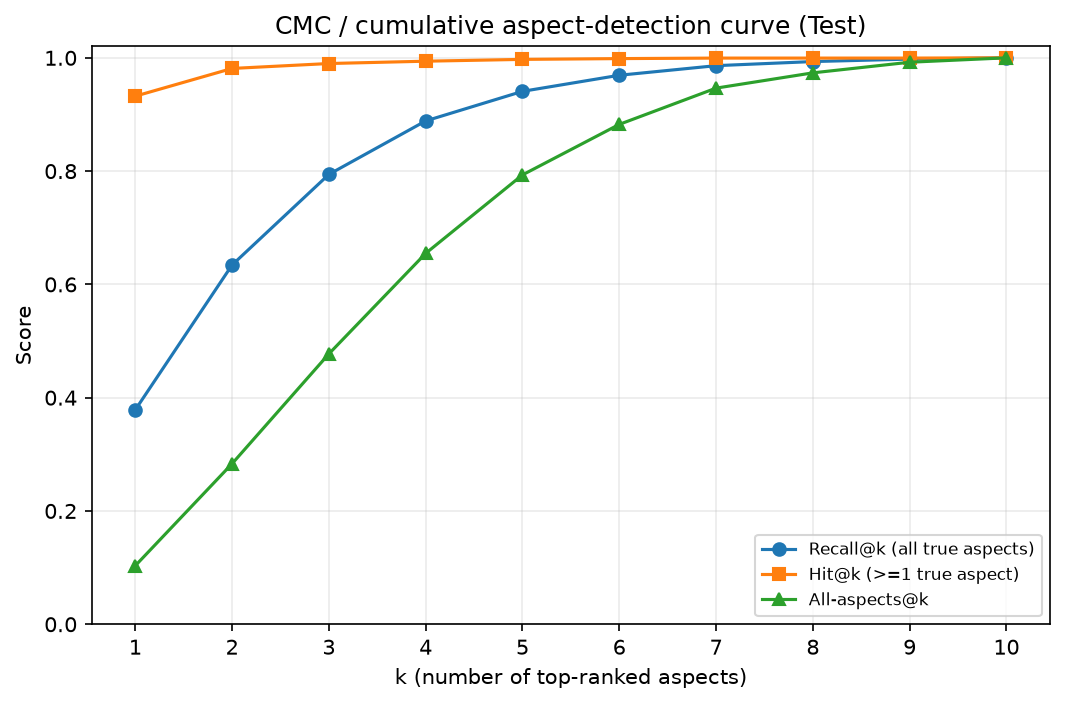 CMC / cumulative aspect-detection curve (Test)
1.0
0.8
0.6
0.4
0.2
0.0
Score
Recall@k (all true aspects)
Hit@k (>=1 true aspect)
All-aspects@k
1 2 3 4 5 6 7 8 9 10
k (number of top-ranked aspects)